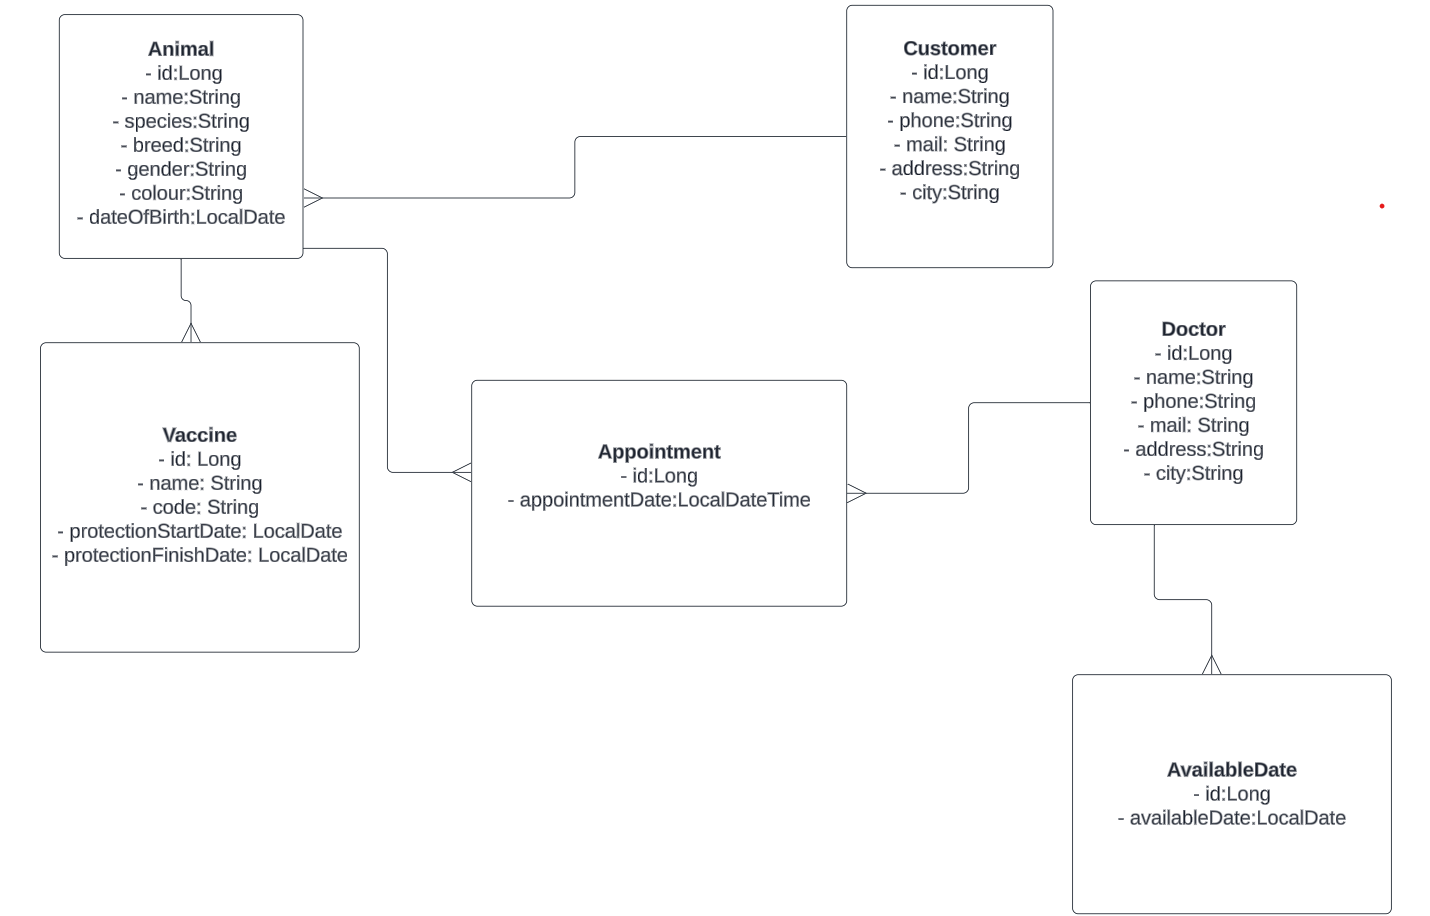 Animal
- id:Long
- name:String
- species:String
- breed:String
- gender:String
- colour:String
- dateOfBirth:LocalDate
Customer
- id:Long
- name:String
- phone:String
- mail: String
- address:String
- city:String
Doctor
- id:Long
- name:String
- phone:String
- mail: String
- address:String
- city:String
Vaccine
- id: Long
- name: String
- code: String
- protectionStartDate: LocalDate
- protectionFinishDate: LocalDate
Appointment
- id:Long
- appointmentDate:LocalDateTime
AvailableDate
- id:Long
- availableDate:LocalDate